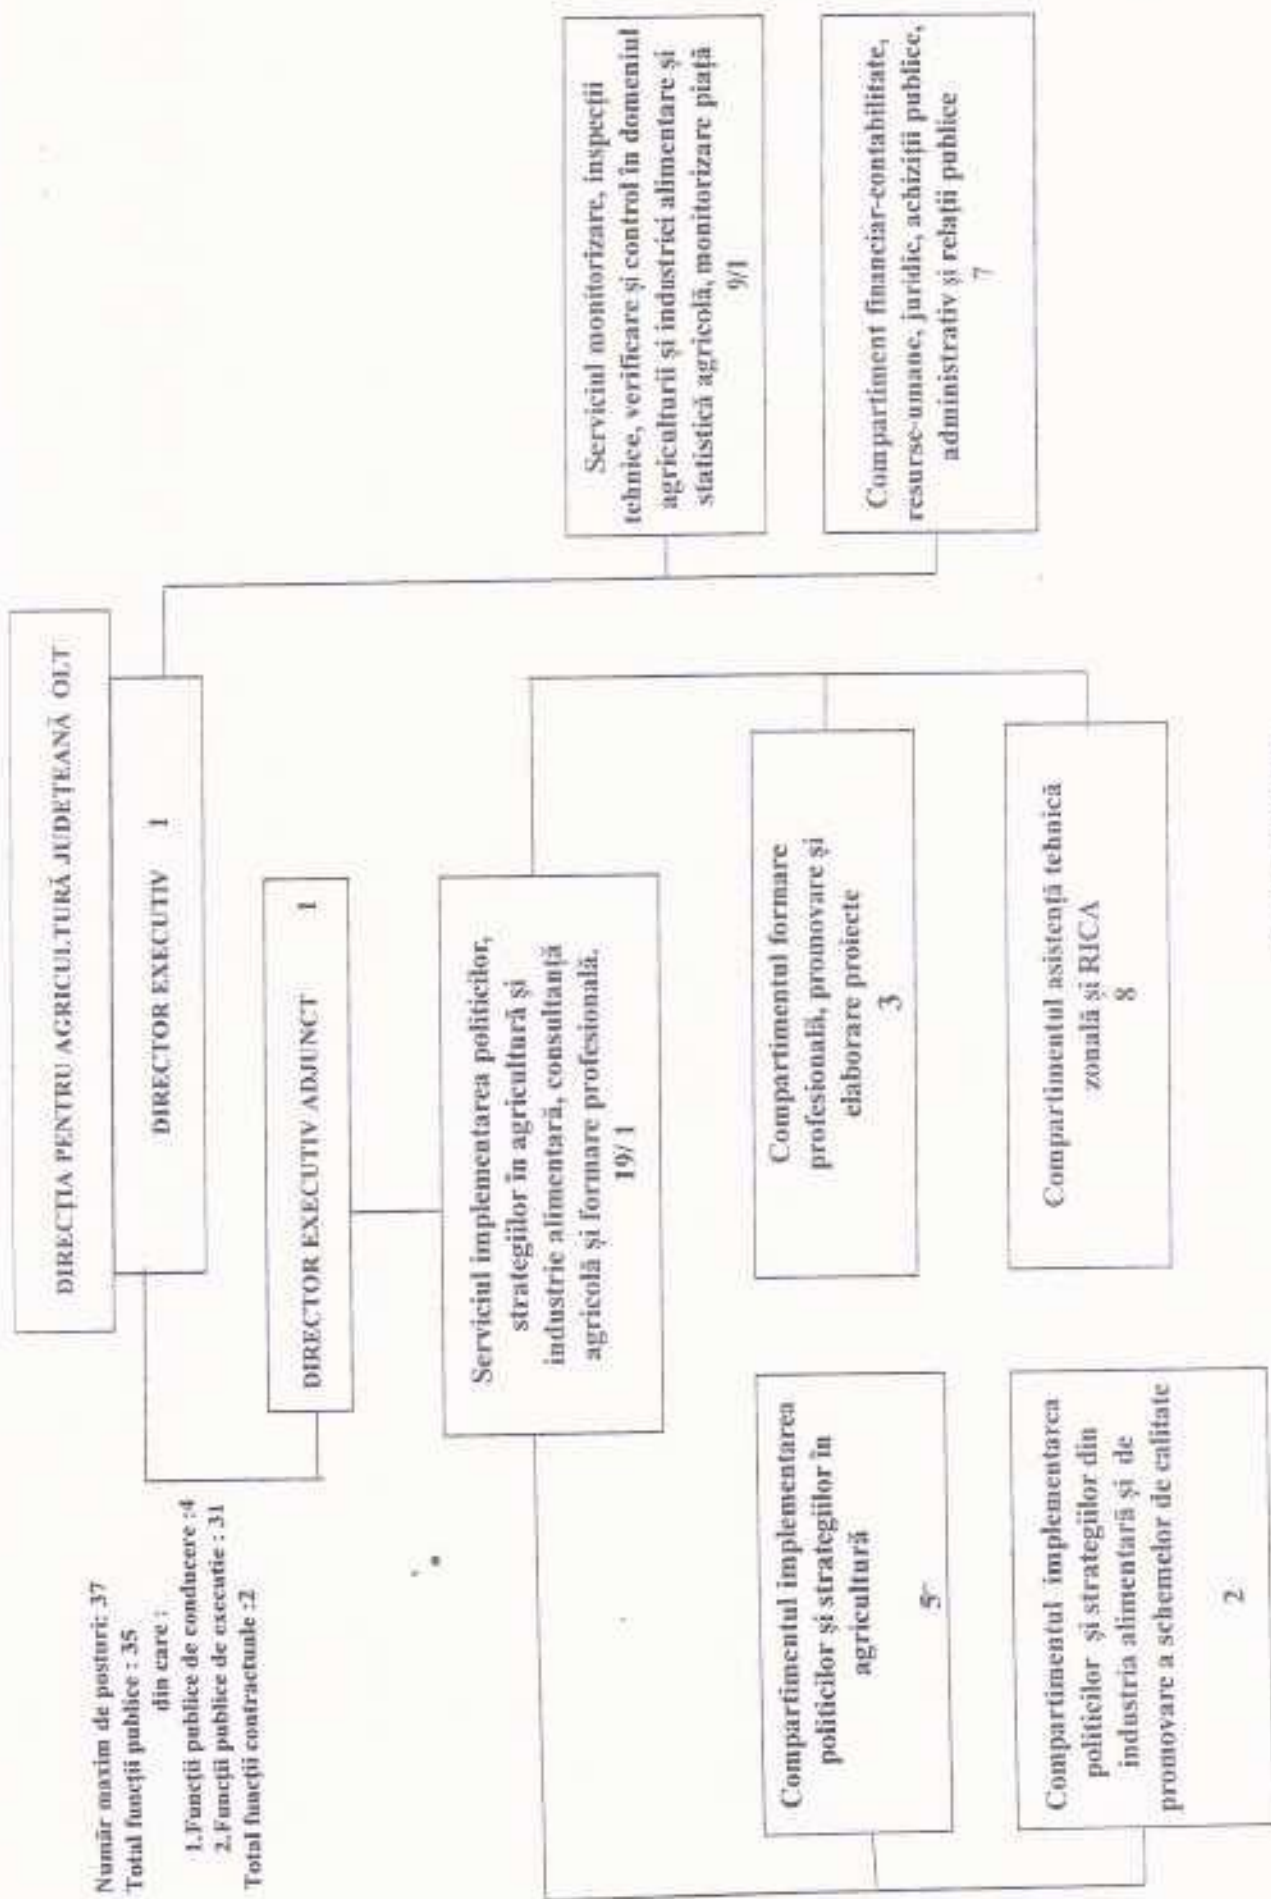 DIRECȚIA PENTRU AGRICULTURĂ JUDEȚEANĂ OLT
DIRECTOR EXECUTIV 1
Număr maxim de posturi: 37
Total funcții publice : 35
din care :
1.Funcții publice de conducere :4
2.Funcții publice de executie : 31
Total funcții contractuale :2
DIRECTOR EXECUTIV ADJUNCT 1
Serviciul implementarea politicilor,
strategiilor în agricultură și
industrie alimentară, consultanță
agricolă și formare profesională.
19/ 1
Serviciul monitorizare, inspecții
tehnice, verificare și control în domeniul
agriculturii și industriei alimentare și
statistică agricolă, monitorizare piață
9/1
Compartiment financiar-contabilitate,
resurse-umane, juridic, achiziții publice,
administrativ și relații publice
7
Compartimentul implementarea
politicilor și strategiilor în
agricultură
5
Compartimentul formare
profesională, promovare și
elaborare proiecte
3
Compartimentul implementarea
politicilor și strategiilor din
industria alimentară și de
promovare a schemelor de calitate
2
Compartimentul asistență tehnică
zonală și RICA
8